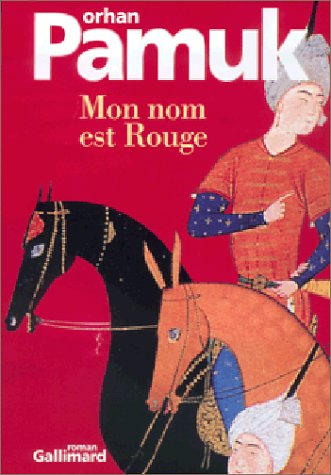 orhan
Pamuk
Mon nom
est Rouge
roman
Gallimard